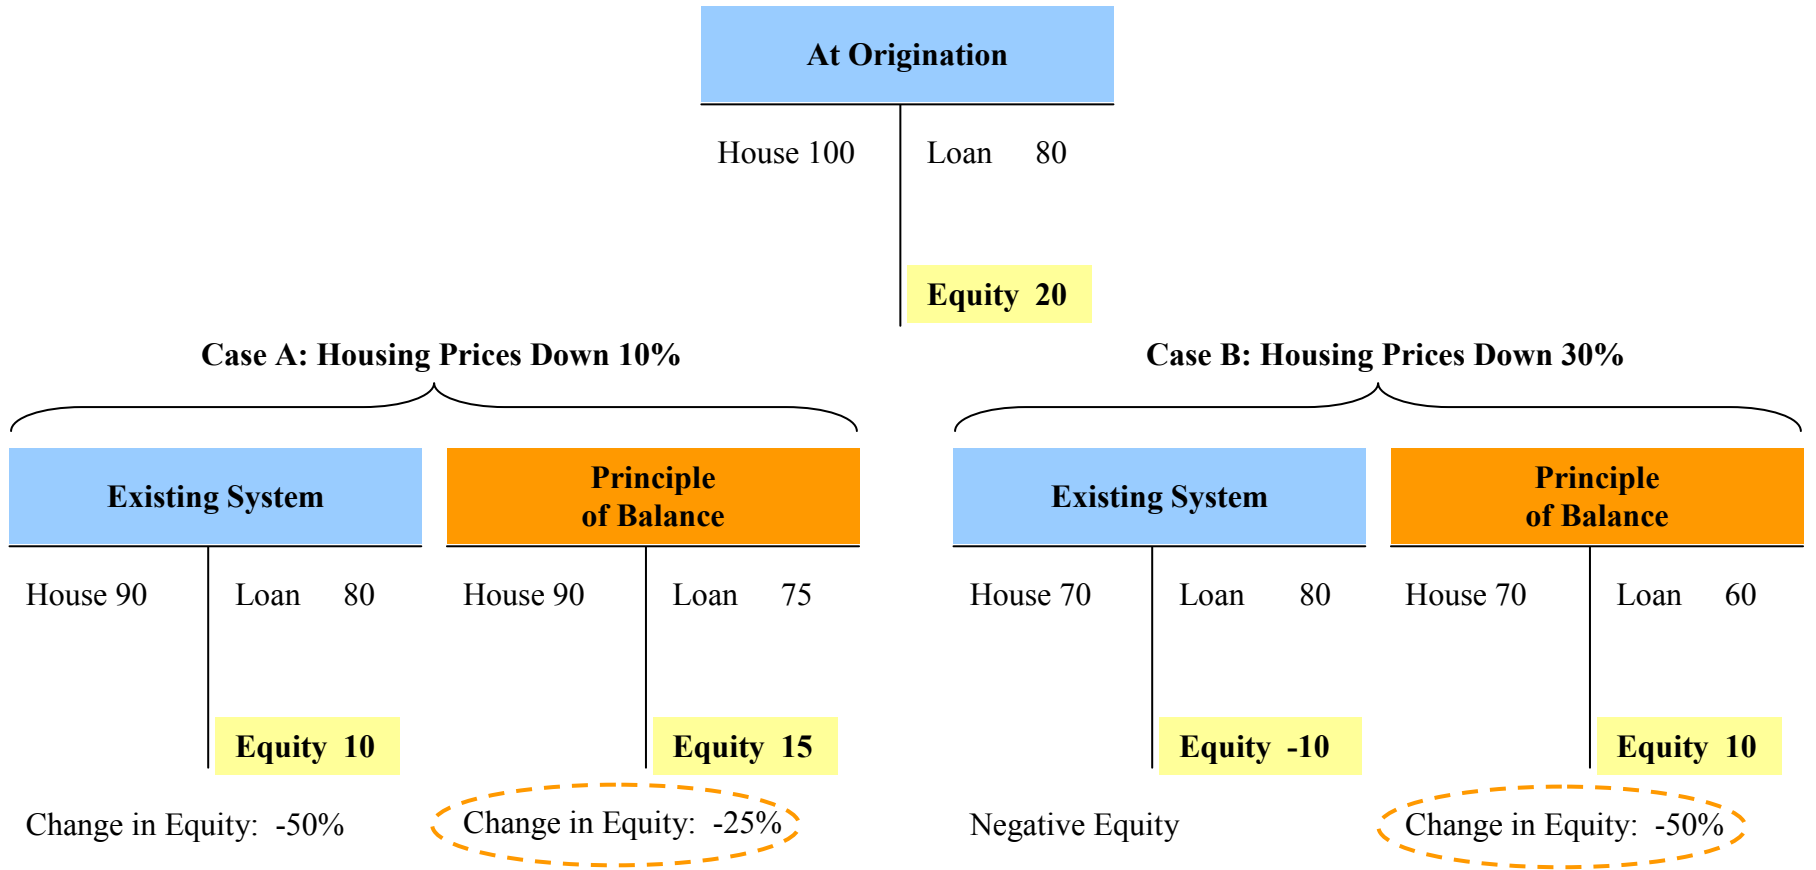 At Origination
House 100
Loan 80
Equity 20
Case A: Housing Prices Down 10%
Case B: Housing Prices Down 30%
Existing System
House 90
Loan 80
Equity 10
Change in Equity: -50%
Principle
of Balance
House 90
Loan 75
Equity 15
Change in Equity: -25%
Existing System
House 70
Loan 80
Equity -10
Negative Equity
Principle
of Balance
House 70
Loan 60
Equity 10
Change in Equity: -50%